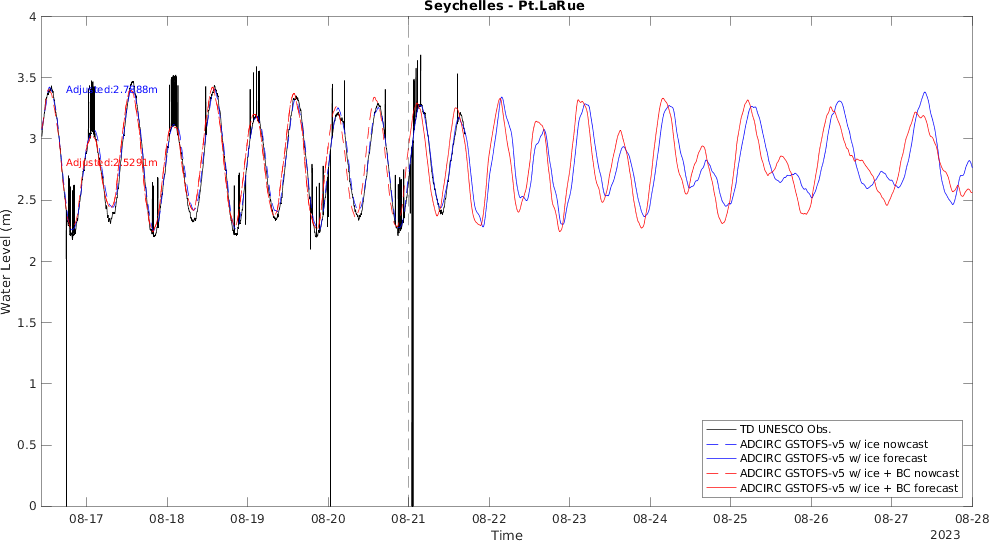 Seychelles - Pt.LaRue
4
3.5
3
2.5
2
1.5
1
0.5
0
Water Level (m)
Adjusted:2.7888m
Adjusted:2.5291m
TD UNESCO Obs.
ADCIRC GSTOFS-v5 w/ ice nowcast
ADCIRC GSTOFS-v5 w/ ice forecast
ADCIRC GSTOFS-v5 w/ ice + BC nowcast
ADCIRC GSTOFS-v5 w/ ice + BC forecast
08-17 08-18 08-19 08-20 08-21 08-22 08-23 08-24 08-25 08-26 08-27 08-28
Time
2023